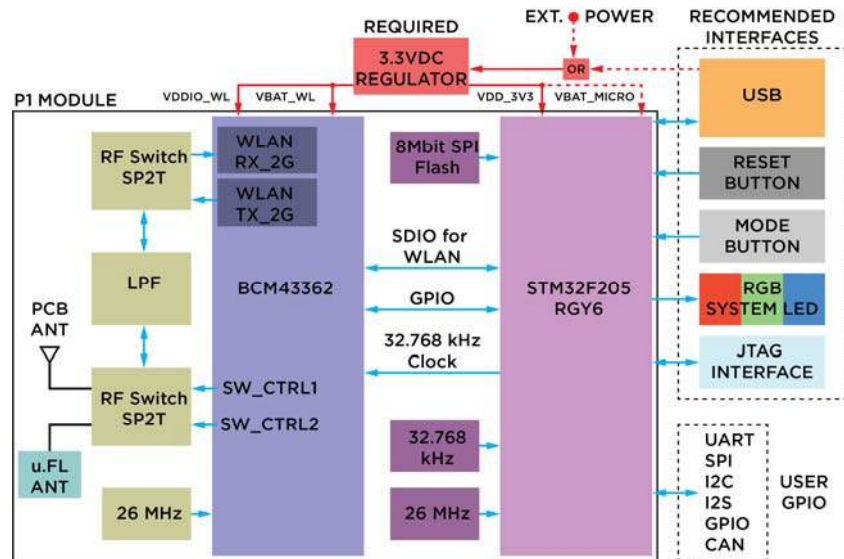 EXT. POWER
RECOMMENDED
INTERFACES
REQUIRED
3.3VDC
REGULATOR
OR
P1 MODULE
VDDIO_WL
VBAT_WL
VDD_3V3
VBAT_MICRO
USB
RF Switch
SP2T
WLAN
RX_2G
WLAN
TX_2G
8Mbit SPI
Flash
RESET
BUTTON
MODE
BUTTON
SDIO for
WLAN
LPF
BCM43362
GPIO
STM32F205
RGY6
RGB
SYSTEM LED
PCB
ANT
32.768 kHz
Clock
JTAG
INTERFACE
RF Switch
SP2T
SW_CTRL1
SW_CTRL2
u.FL
ANT
32.768
kHz
26 MHz
26 MHz
UART
SPI
I2C
I2S
GPIO
CAN
USER
GPIO